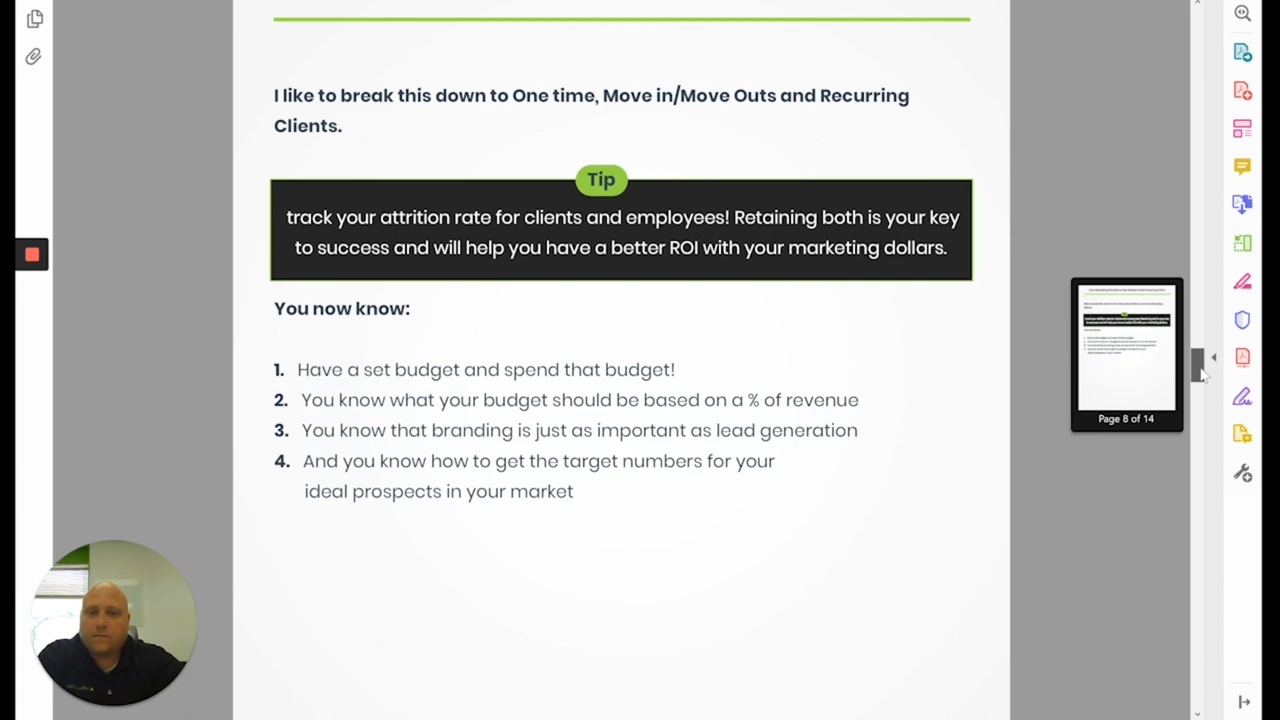 I like to break this down to One time, Move in/Move Outs and Recurring
Clients.
Tip
track your attrition rate for clients and employees! Retaining both is your key
to success and will help you have a better ROI with your marketing dollars.
You now know:
1. Have a set budget and spend that budget!
2. You know what your budget should be based on a % of revenue
3. You know that branding is just as important as lead generation
4. And you know how to get the target numbers for your
ideal prospects in your market
Page 8 of 14